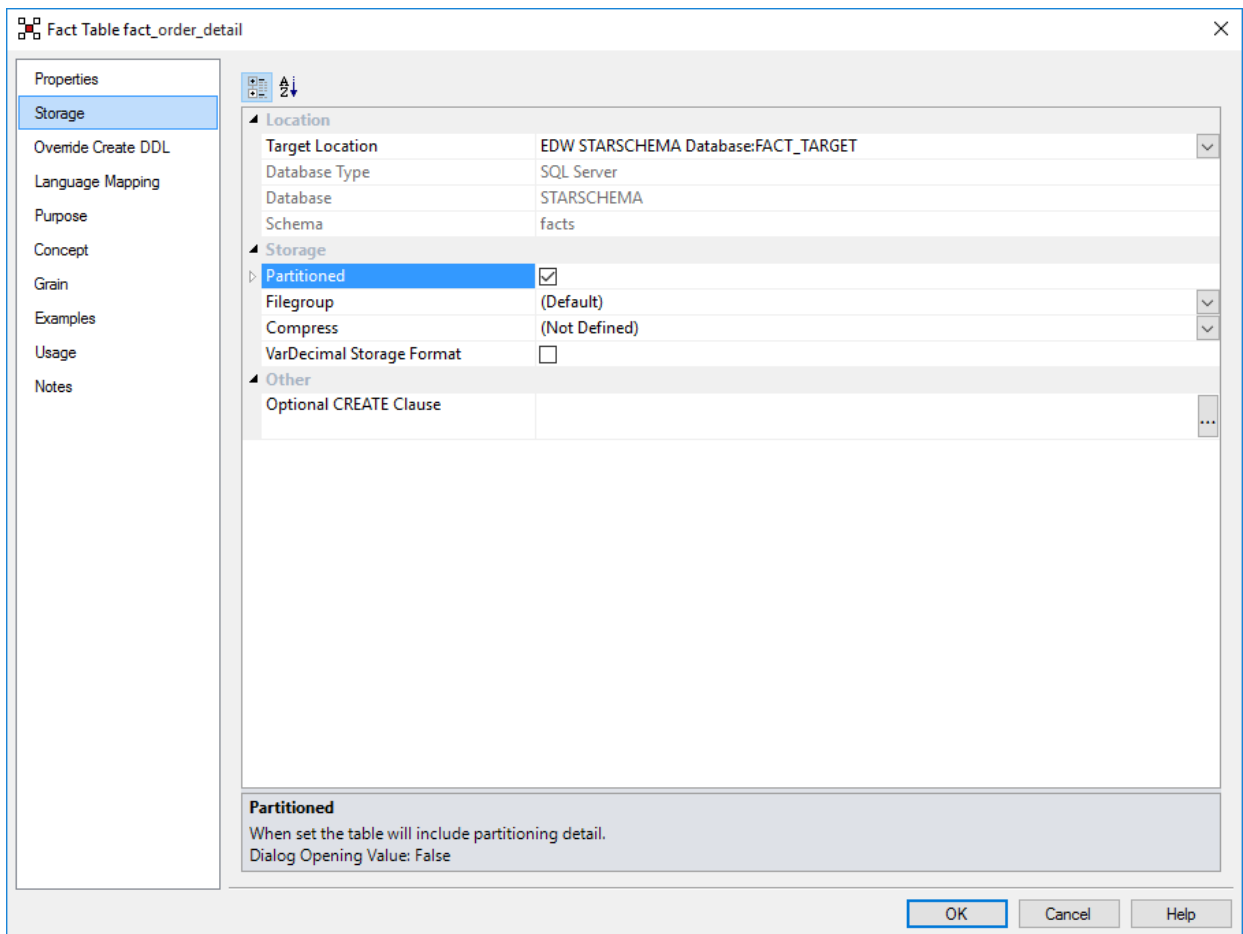 Fact Table fact_order_detail
Properties
Storage
Override Create DDL
Language Mapping
Purpose
Concept
Grain
Examples
Usage
Notes
Location
Target Location EDW STARSCHEMA Database:FACT_TARGET
Database Type SQL Server
Database STARSCHEMA
Schema facts
Storage
Partitioned
Filegroup (Default)
Compress (Not Defined)
VarDecimal Storage Format
Other
Optional CREATE Clause
...
Partitioned
When set the table will include partitioning detail.
Dialog Opening Value: False
OK Cancel Help